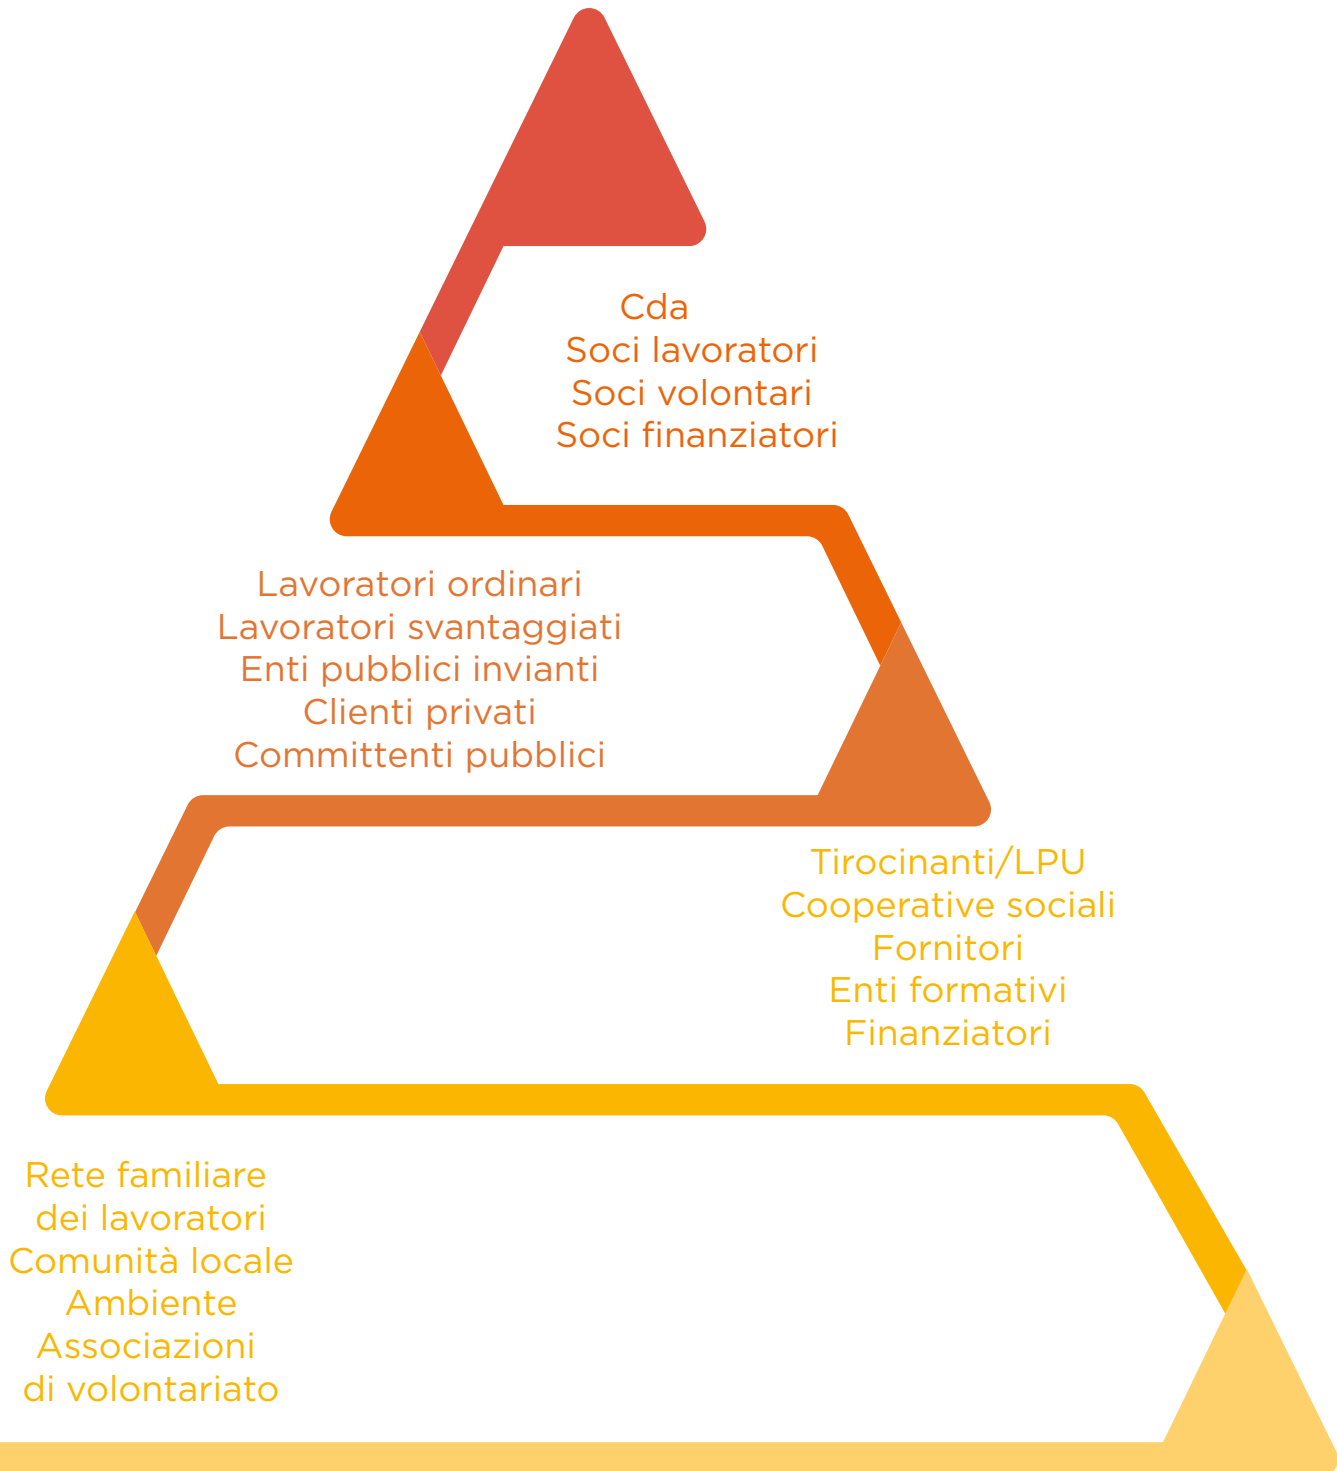 Cda
Soci lavoratori
Soci volontari
Soci finanziatori
Lavoratori ordinari
Lavoratori svantaggiati
Enti pubblici invianti
Clienti privati
Committenti pubblici
Tirocinanti/LPU
Cooperative sociali
Fornitori
Enti formativi
Finanziatori
Rete familiare
dei lavoratori
Comunità locale
Ambiente
Associazioni
di volontariato